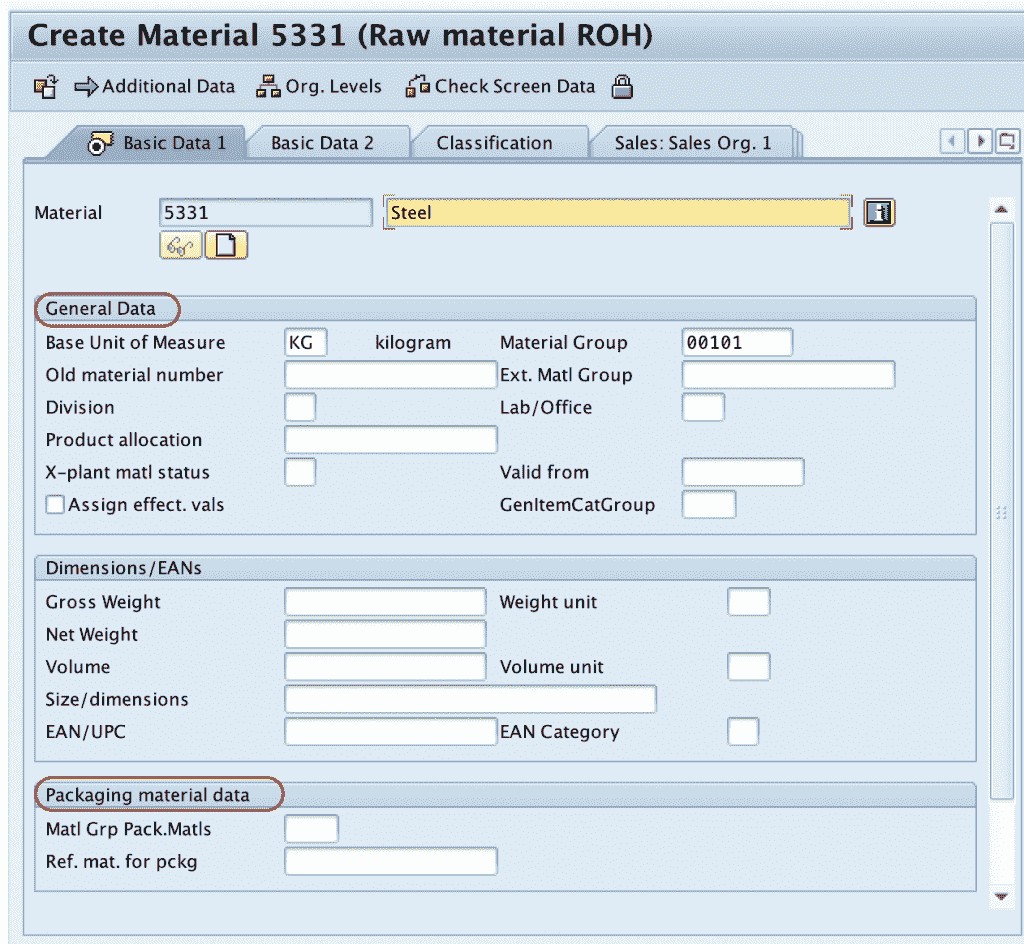 Create Material 5331 (Raw material ROH)
Additional Data Org. Levels Check Screen Data
Basic Data 1 Basic Data 2 Classification Sales: Sales Org. 1
Material 5331 Steel
General Data
Base Unit of Measure KG kilogram Material Group 00101
Old material number Ext. Matl Group
Division Lab/Office
Product allocation
X-plant matl status Valid from
Assign effect. vals GenItemCatGroup
Dimensions/EANs
Gross Weight Weight unit
Net Weight
Volume Volume unit
Size/dimensions
EAN/UPC EAN Category
Packaging material data
Matl Grp Pack.Matls
Ref. mat. for pckg